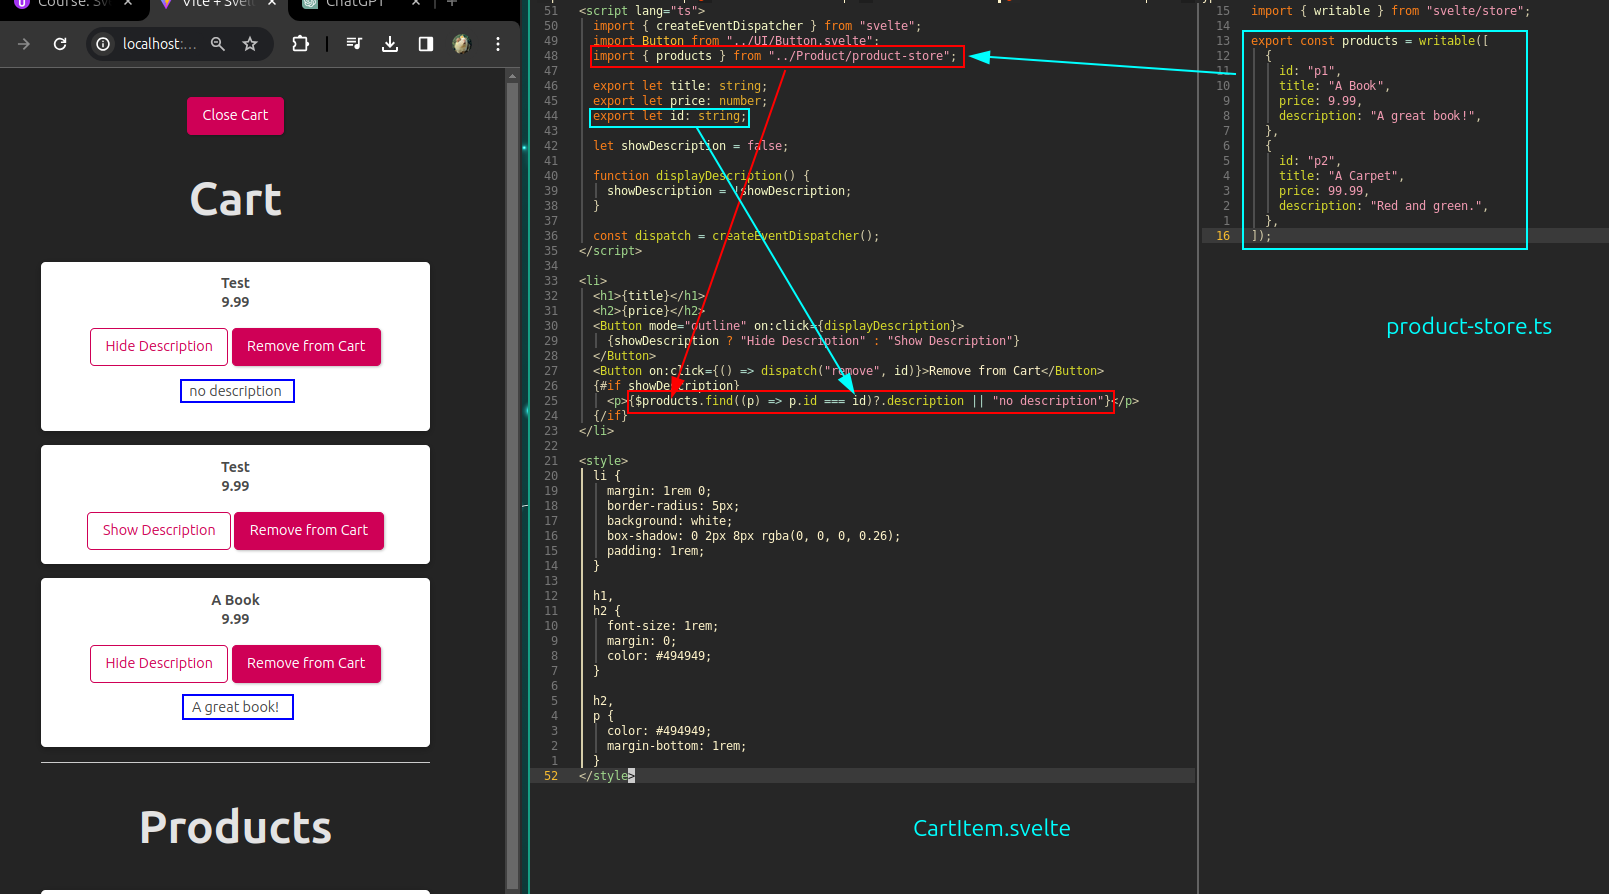 Course: Sv
Vite + Svel
ChatGPT
localhost:...
Close Cart
Cart
Test
9.99
Hide Description
Remove from Cart
no description
Test
9.99
Show Description
Remove from Cart
A Book
9.99
Hide Description
Remove from Cart
A great book!
Products
51 <script lang="ts">
50 import { createEventDispatcher } from "svelte";
49 import Button from "../UI/Button.svelte";
48 import { products } from "../Product/product-store";
47
46 export let title: string;
45 export let price: number;
44 export let id: string;
43
42 let showDescription = false;
41
40 function displayDescription() {
39 showDescription = !showDescription;
38 }
37
36 const dispatch = createEventDispatcher();
35 </script>
34
33 <li>
32 <h1>{title}</h1>
31 <h2>{price}</h2>
30 <Button mode="outline" on:click={displayDescription}>
29 {showDescription ? "Hide Description" : "Show Description"}
28 </Button>
27 <Button on:click={() => dispatch("remove", id)}>Remove from Cart</Button>
26 {#if showDescription}
25 <p>{$products.find((p) => p.id === id)?.description || "no description"}</p>
24 {/if}
23 </li>
22
21 <style>
20 li {
19 margin: 1rem 0;
18 border-radius: 5px;
17 background: white;
16 box-shadow: 0 2px 8px rgba(0, 0, 0, 0.26);
15 padding: 1rem;
14 }
13
12 h1,
11 h2 {
10 font-size: 1rem;
9 margin: 0;
8 color: #494949;
7 }
6
5 h2,
4 p {
3 color: #494949;
2 margin-bottom: 1rem;
1 }
52 </style>
CartItem.svelte
15 import { writable } from "svelte/store";
14
13 export const products = writable([
12 {
11 id: "p1",
10 title: "A Book",
9 price: 9.99,
8 description: "A great book!",
7 },
6 {
5 id: "p2",
4 title: "A Carpet",
3 price: 99.99,
2 description: "Red and green.",
1 },
16 ]);
product-store.ts